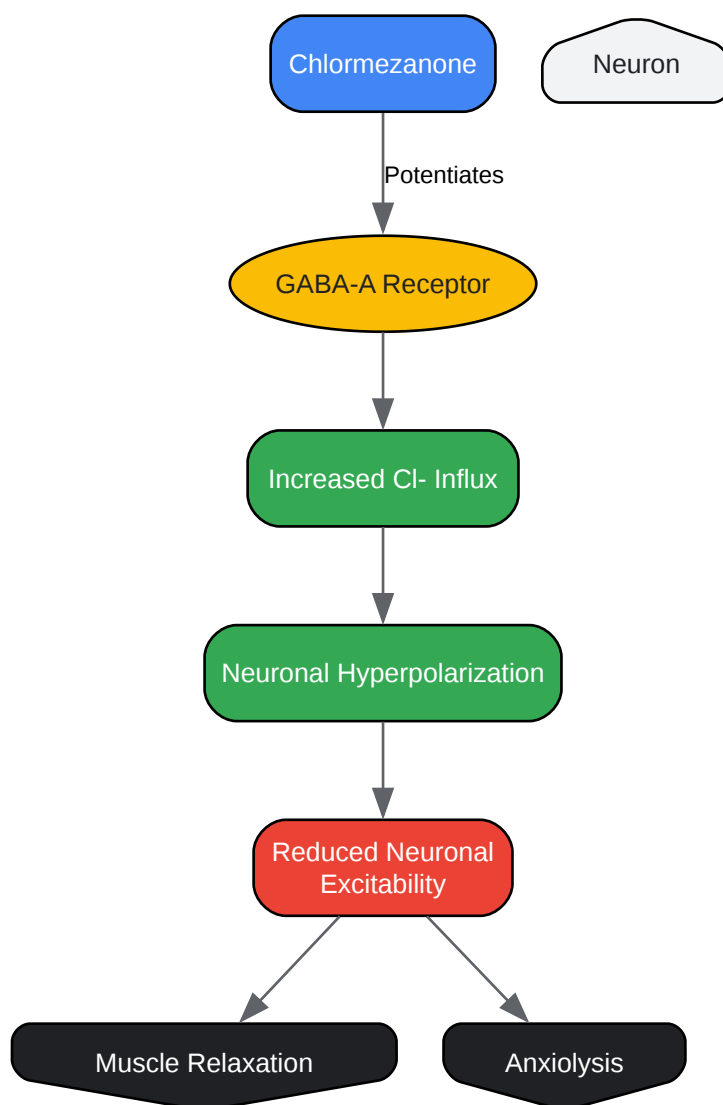 Chlormezanone
Neuron
Potentiates
GABA-A Receptor
Increased Cl- Influx
Neuronal Hyperpolarization
Reduced Neuronal
Excitability
Muscle Relaxation
Anxiolysis